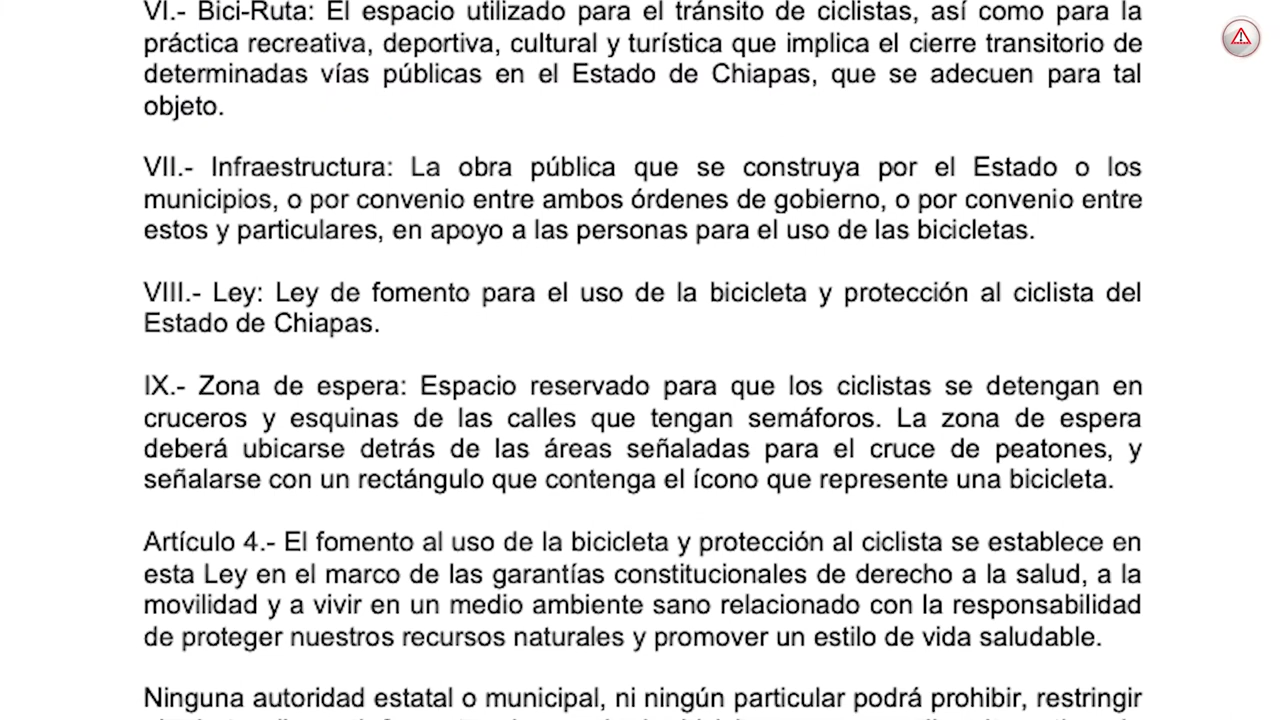 VI.- Bici-Ruta: El espacio utilizado para el tránsito de ciclistas, así como para la
práctica recreativa, deportiva, cultural y turística que implica el cierre transitorio de
determinadas vías públicas en el Estado de Chiapas, que se adecuen para tal
objeto.
VII.- Infraestructura: La obra pública que se construya por el Estado o los
municipios, o por convenio entre ambos órdenes de gobierno, o por convenio entre
estos y particulares, en apoyo a las personas para el uso de las bicicletas.
VIII.- Ley: Ley de fomento para el uso de la bicicleta y protección al ciclista del
Estado de Chiapas.
IX.- Zona de espera: Espacio reservado para que los ciclistas se detengan en
cruceros y esquinas de las calles que tengan semáforos. La zona de espera
deberá ubicarse detrás de las áreas señaladas para el cruce de peatones, y
señalarse con un rectángulo que contenga el ícono que represente una bicicleta.
Artículo 4.- El fomento al uso de la bicicleta y protección al ciclista se establece en
esta Ley en el marco de las garantías constitucionales de derecho a la salud, a la
movilidad y a vivir en un medio ambiente sano relacionado con la responsabilidad
de proteger nuestros recursos naturales y promover un estilo de vida saludable.
Ninguna autoridad estatal o municipal, ni ningún particular podrá prohibir, restringir